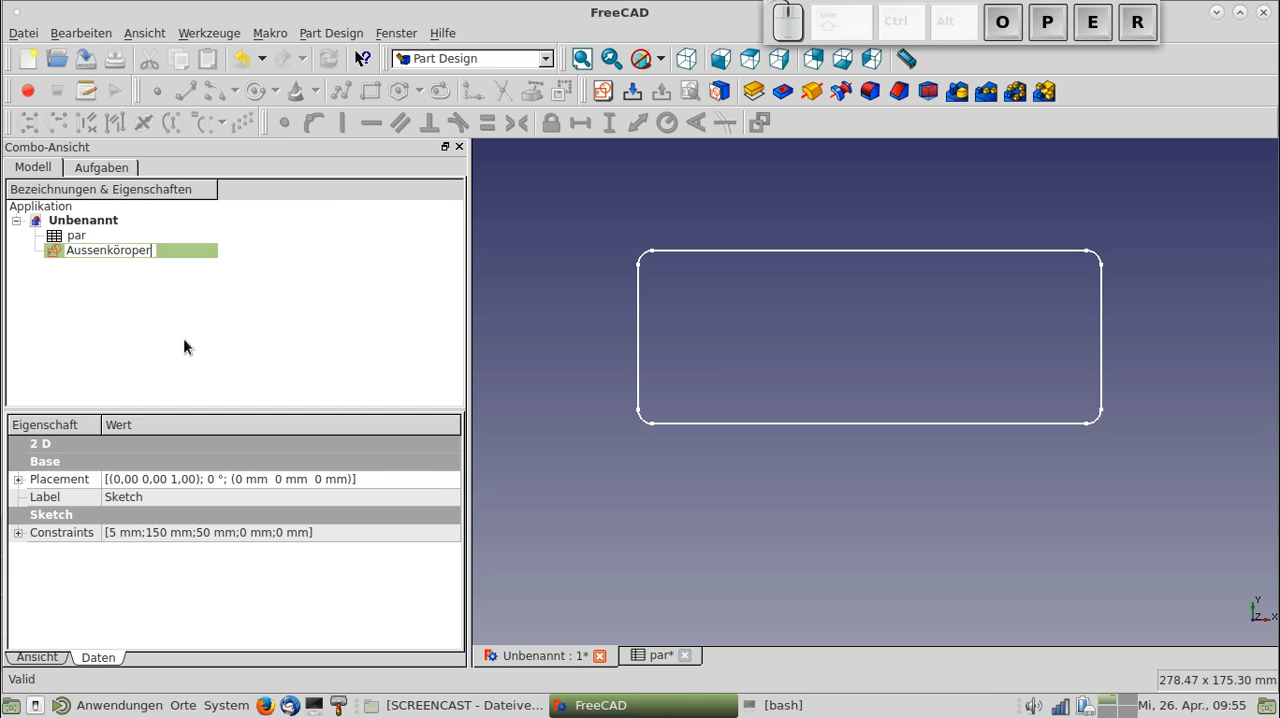 FreeCAD
Shift Ctrl Alt O P E R
Datei Bearbeiten Ansicht Werkzeuge Makro Part Design Fenster Hilfe
Part Design
Combo-Ansicht
Modell Aufgaben
Bezeichnungen & Eigenschaften
Applikation
Unbenannt
par
Aussenköroper
Eigenschaft Wert
2 D
Base
Placement [(0,00 0,00 1,00); 0 °; (0 mm 0 mm 0 mm)]
Label Sketch
Sketch
Constraints [5 mm;150 mm;50 mm;0 mm;0 mm]
Y
Z X
Ansicht Daten
Unbenannt : 1* par*
Valid 278.47 x 175.30 mm
Anwendungen Orte System [SCREENCAST - Dateive... FreeCAD [bash] Mi, 26. Apr., 09:55